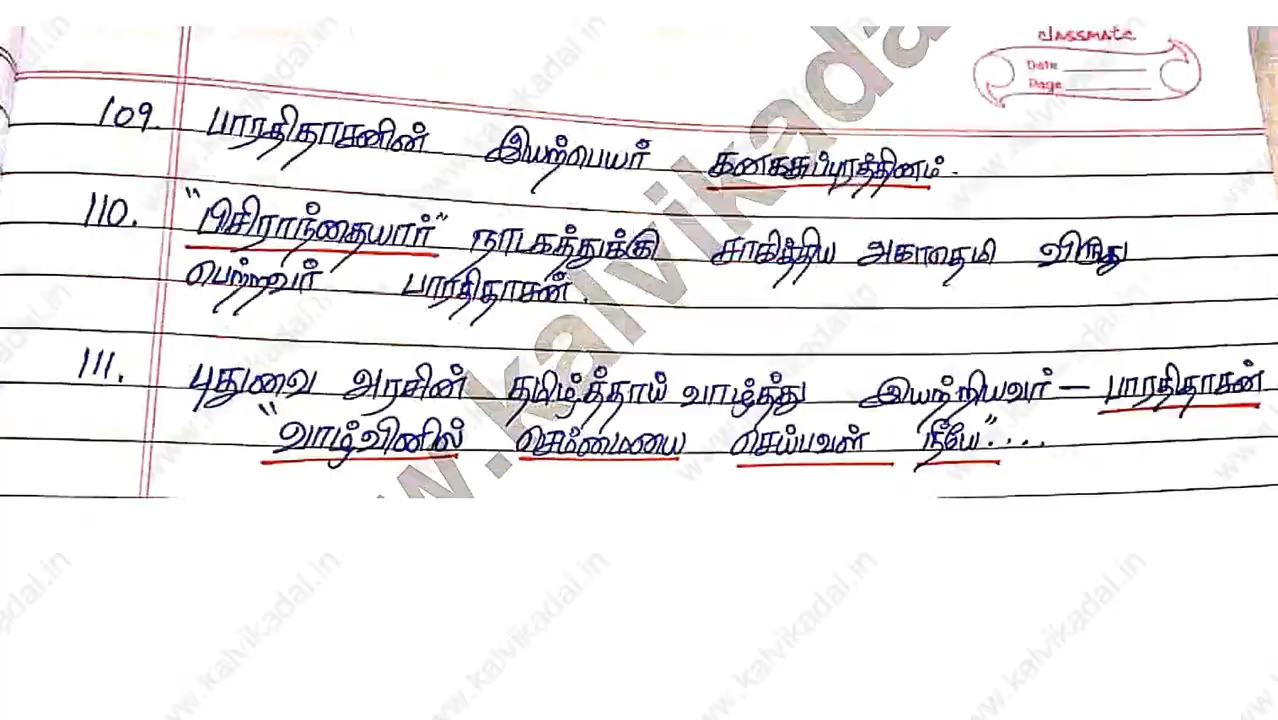 classmate
Date
Page
109. பாரதிதாசனின் இயற்பெயர் கனகசுப்புரத்தினம்.
110. "பிசிராந்தையார்" நாடகத்துக்கு சாகித்திய அகாதைமி விருது
பெற்றவர் பாரதிதாசன்.
111. புதுவை அரசின் தமிழ்த்தாய் வாழ்த்து இயற்றியவர் – பாரதிதாசன்
"வாழ்வினில் செம்மையை செய்பவள் நீயே"....
www.kalvikadal.in